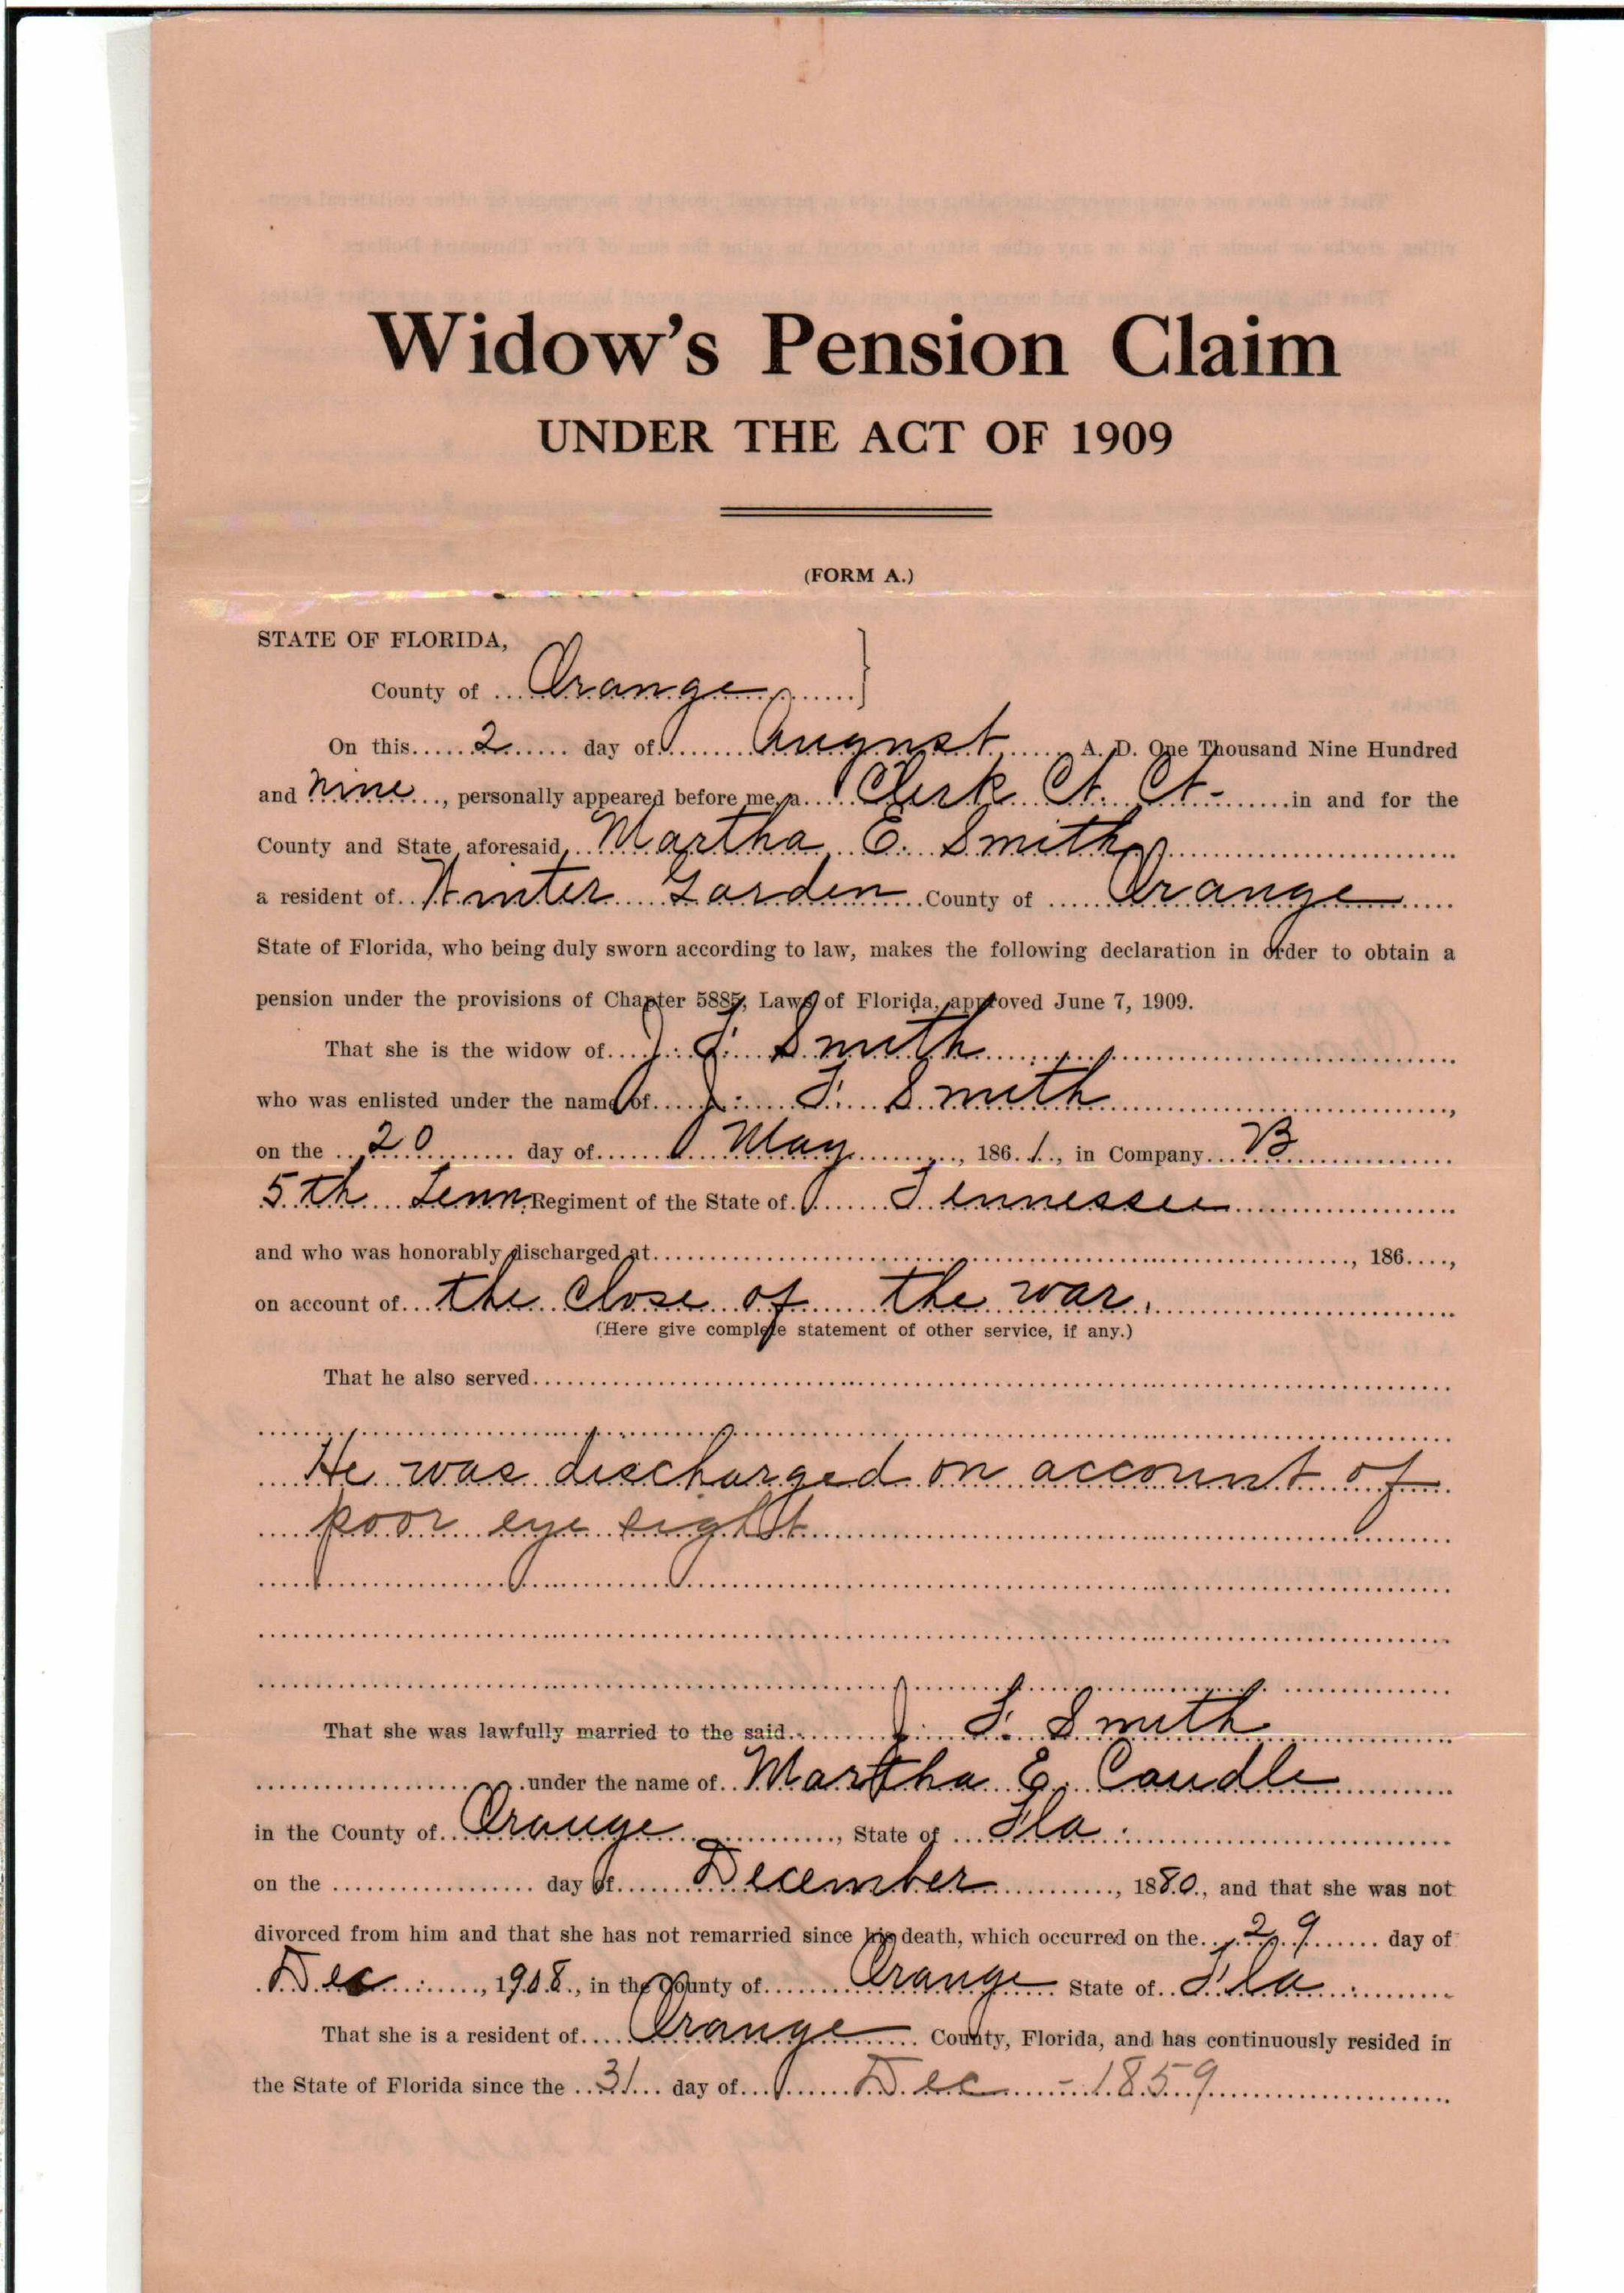 Widow's Pension Claim
UNDER THE ACT OF 1909
(FORM A.)
STATE OF FLORIDA,
County of Orange
On this 2 day of August A. D. One Thousand Nine Hundred
and nine, personally appeared before me, a Clerk Ct. Ct- in and for the
County and State aforesaid, Martha E. Smith
a resident of Winter Garden County of Orange
State of Florida, who being duly sworn according to law, makes the following declaration in order to obtain a
pension under the provisions of Chapter 5885, Laws of Florida, approved June 7, 1909.
That she is the widow of J. F. Smith
who was enlisted under the name of J. F. Smith,
on the 20 day of May, 1861, in Company B
5th Tenn. Regiment of the State of Tennessee
and who was honorably discharged at, 186,
on account of the close of the war.
(Here give complete statement of other service, if any.)
That he also served
He was discharged on account of
poor eye sight
That she was lawfully married to the said J. F. Smith
under the name of Martha E. Caudle
in the County of Orange, State of Fla.
on the day of December, 1880, and that she was not
divorced from him and that she has not remarried since his death, which occurred on the 29 day of
Dec., 1908, in the County of Orange State of Fla.
That she is a resident of Orange County, Florida, and has continuously resided in
the State of Florida since the 31 day of Dec - 1859